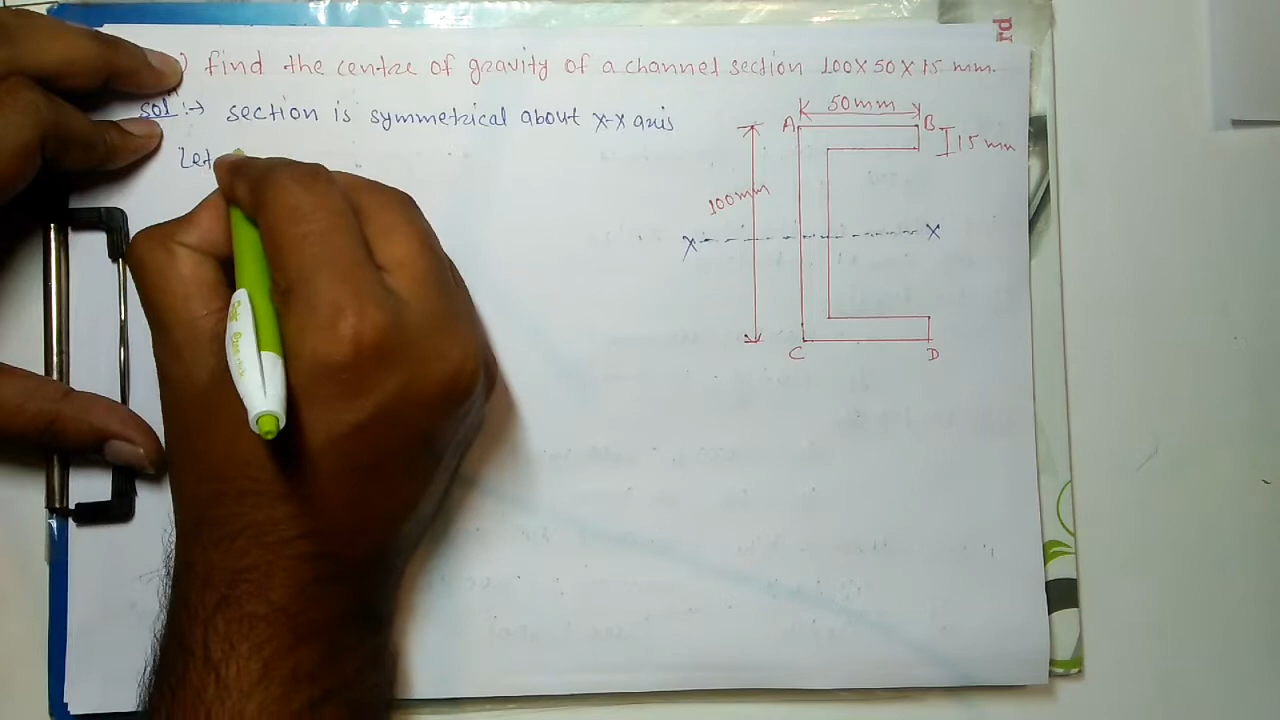 find the centre of gravity of a channel section 100 X 50 X 15 mm.
sol :→ section is symmetrical about X-X axis
Let
50mm
A
B
15 mm
100mm
X
X
C
D
rd